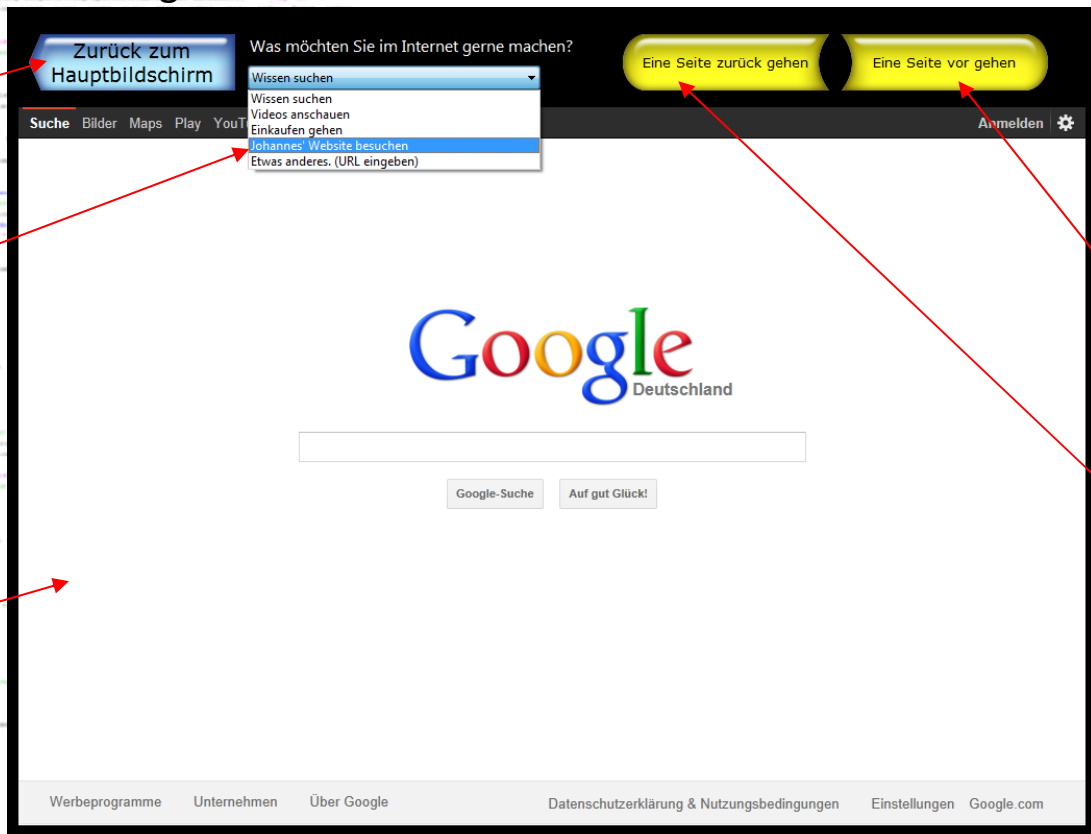 Zurück zum
Hauptbildschirm
Was möchten Sie im Internet gerne machen?
Wissen suchen
Wissen suchen
Videos anschauen
Einkaufen gehen
Johannes' Website besuchen
Etwas anderes. (URL eingeben)
Eine Seite zurück gehen
Eine Seite vor gehen
Suche Bilder Maps Play Anmelden
Google
Deutschland
Google-Suche Auf gut Glück!
Werbeprogramme Unternehmen Über Google Datenschutzerklärung & Nutzungsbedingungen Einstellungen Google.com